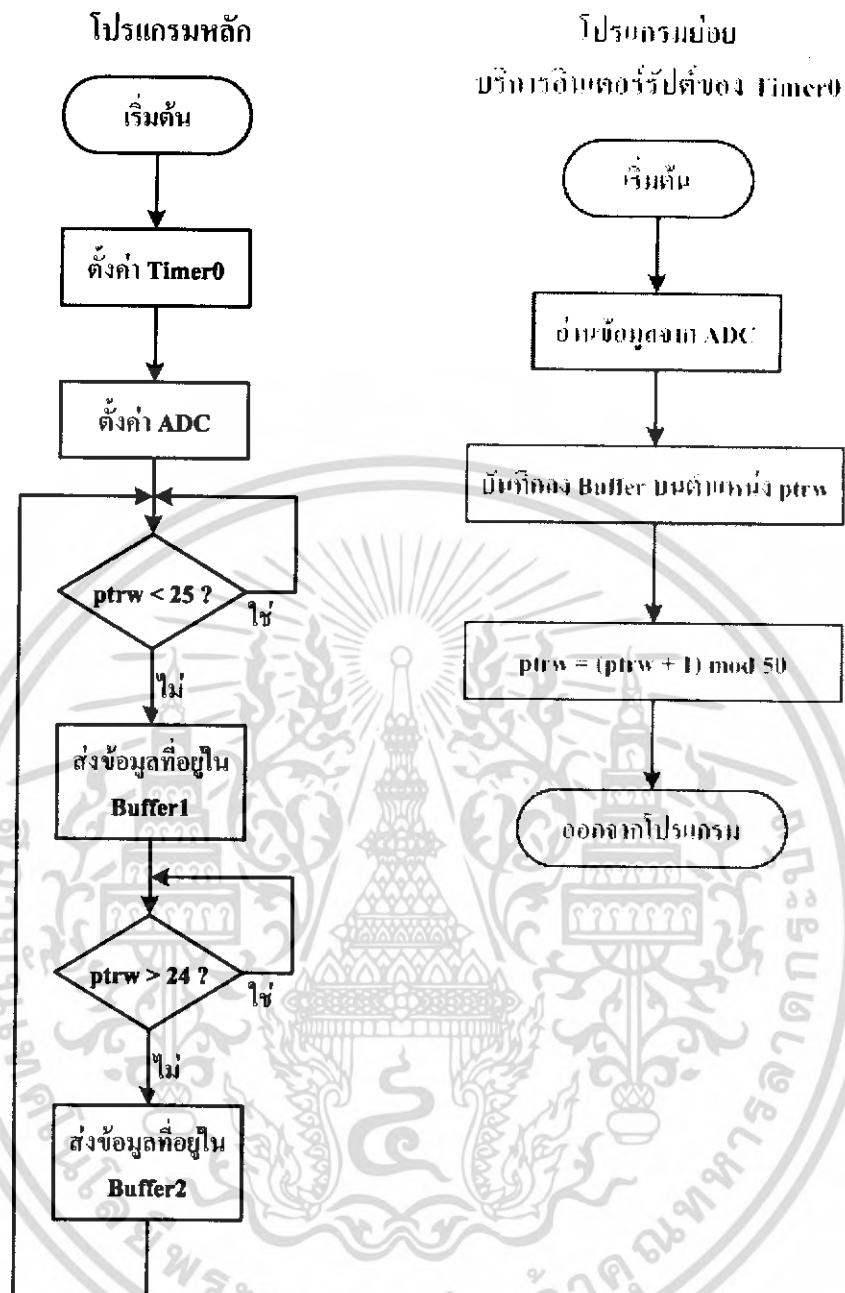 โปรแกรมหลัก
เริ่มต้น
ตั้งค่า Timer0
ตั้งค่า ADC
ptrw < 25 ?
ใช่
ไม่
ส่งข้อมูลที่อยู่ใน
Buffer1
ptrw > 24 ?
ใช่
ไม่
ส่งข้อมูลที่อยู่ใน
Buffer2
โปรแกรมย่อย
บริการอินเตอร์รัปต์ของ Timer0
เริ่มต้น
อ่านข้อมูลจาก ADC
บันทึกลง Buffer บนตำแหน่ง ptrw
ptrw = (ptrw + 1) mod 50
ออกจากโปรแกรม